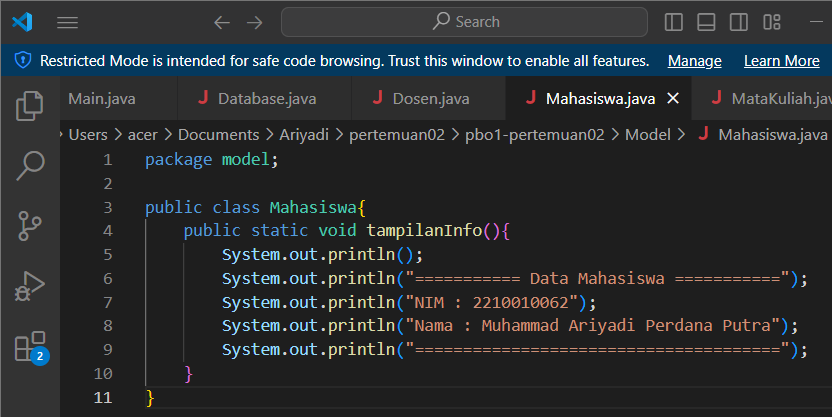 Search
Restricted Mode is intended for safe code browsing. Trust this window to enable all features. Manage Learn More
Main.java J Database.java J Dosen.java J Mahasiswa.java J MataKuliah.jav
Users > acer > Documents > Ariyadi > pertemuan02 > pbo1-pertemuan02 > Model > J Mahasiswa.java
1 package model;
2
3 public class Mahasiswa{
4     public static void tampilanInfo(){
5         System.out.println();
6         System.out.println("=========== Data Mahasiswa ===========");
7         System.out.println("NIM : 2210010062");
8         System.out.println("Nama : Muhammad Ariyadi Perdana Putra");
9         System.out.println("======================================");
10     }
11 }
2